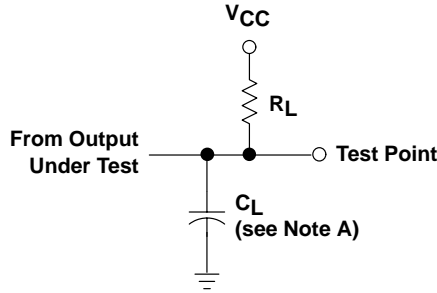 VCC
RL
From Output
Under Test
Test Point
CL
(see Note A)